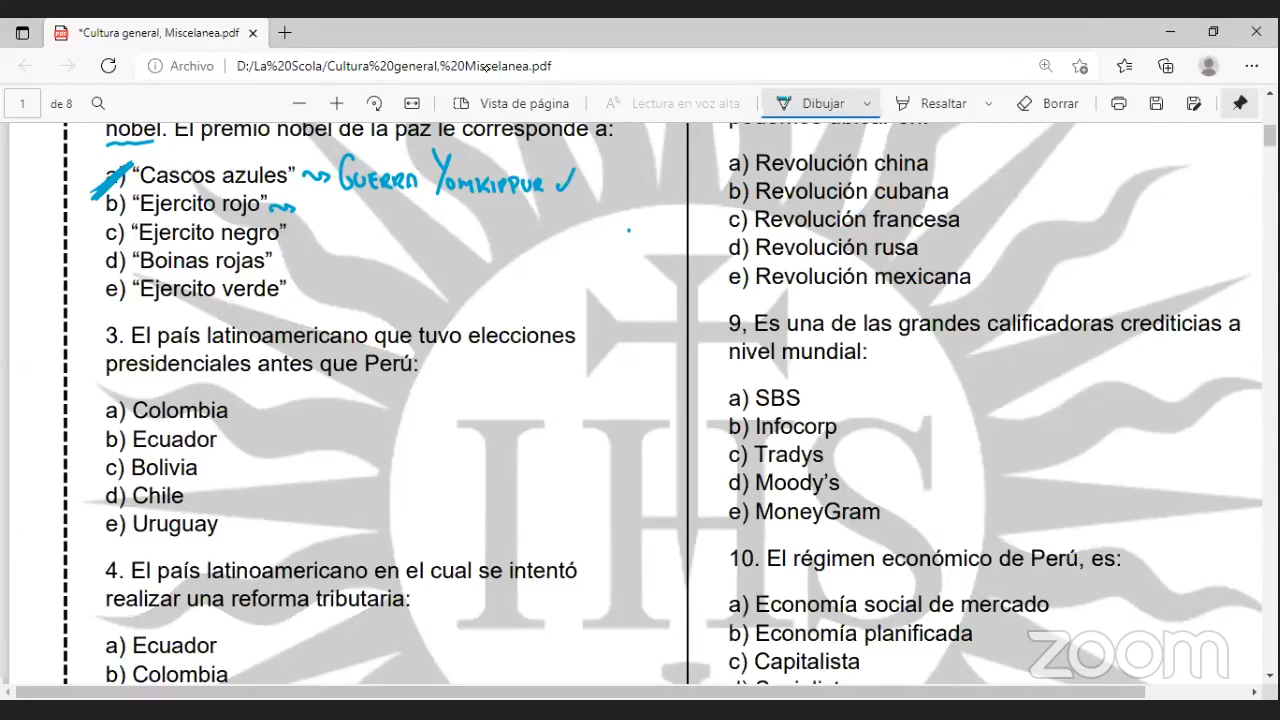 *Cultura general, Miscelanea.pdf
Archivo D:/La%20Scola/Cultura%20general,%20Miscelanea.pdf
1 de 8 Vista de página Lectura en voz alta Dibujar Resaltar Borrar
nobel. El premio nobel de la paz le corresponde a:
a) “Cascos azules” GUERRA YOMKIPPUR
b) “Ejercito rojo”
c) “Ejercito negro”
d) “Boinas rojas”
e) “Ejercito verde”
3. El país latinoamericano que tuvo elecciones
presidenciales antes que Perú:
a) Colombia
b) Ecuador
c) Bolivia
d) Chile
e) Uruguay
4. El país latinoamericano en el cual se intentó
realizar una reforma tributaria:
a) Ecuador
b) Colombia
a) Revolución china
b) Revolución cubana
c) Revolución francesa
d) Revolución rusa
e) Revolución mexicana
9, Es una de las grandes calificadoras crediticias a
nivel mundial:
a) SBS
b) Infocorp
c) Tradys
d) Moody’s
e) MoneyGram
10. El régimen económico de Perú, es:
a) Economía social de mercado
b) Economía planificada
c) Capitalista
IHS
zoom